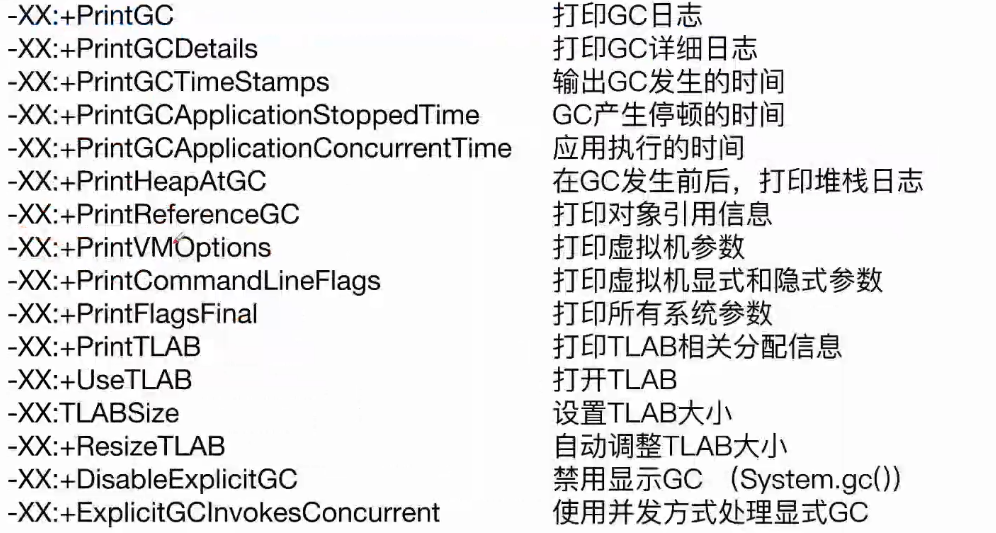 -XX:+PrintGC 打印GC日志
-XX:+PrintGCDetails 打印GC详细日志
-XX:+PrintGCTimeStamps 输出GC发生的时间
-XX:+PrintGCApplicationStoppedTime GC产生停顿的时间
-XX:+PrintGCApplicationConcurrentTime 应用执行的时间
-XX:+PrintHeapAtGC 在GC发生前后，打印堆栈日志
-XX:+PrintReferenceGC 打印对象引用信息
-XX:+PrintVMOptions 打印虚拟机参数
-XX:+PrintCommandLineFlags 打印虚拟机显式和隐式参数
-XX:+PrintFlagsFinal 打印所有系统参数
-XX:+PrintTLAB 打印TLAB相关分配信息
-XX:+UseTLAB 打开TLAB
-XX:TLABSize 设置TLAB大小
-XX:+ResizeTLAB 自动调整TLAB大小
-XX:+DisableExplicitGC 禁用显示GC （System.gc()）
-XX:+ExplicitGCInvokesConcurrent 使用并发方式处理显式GC